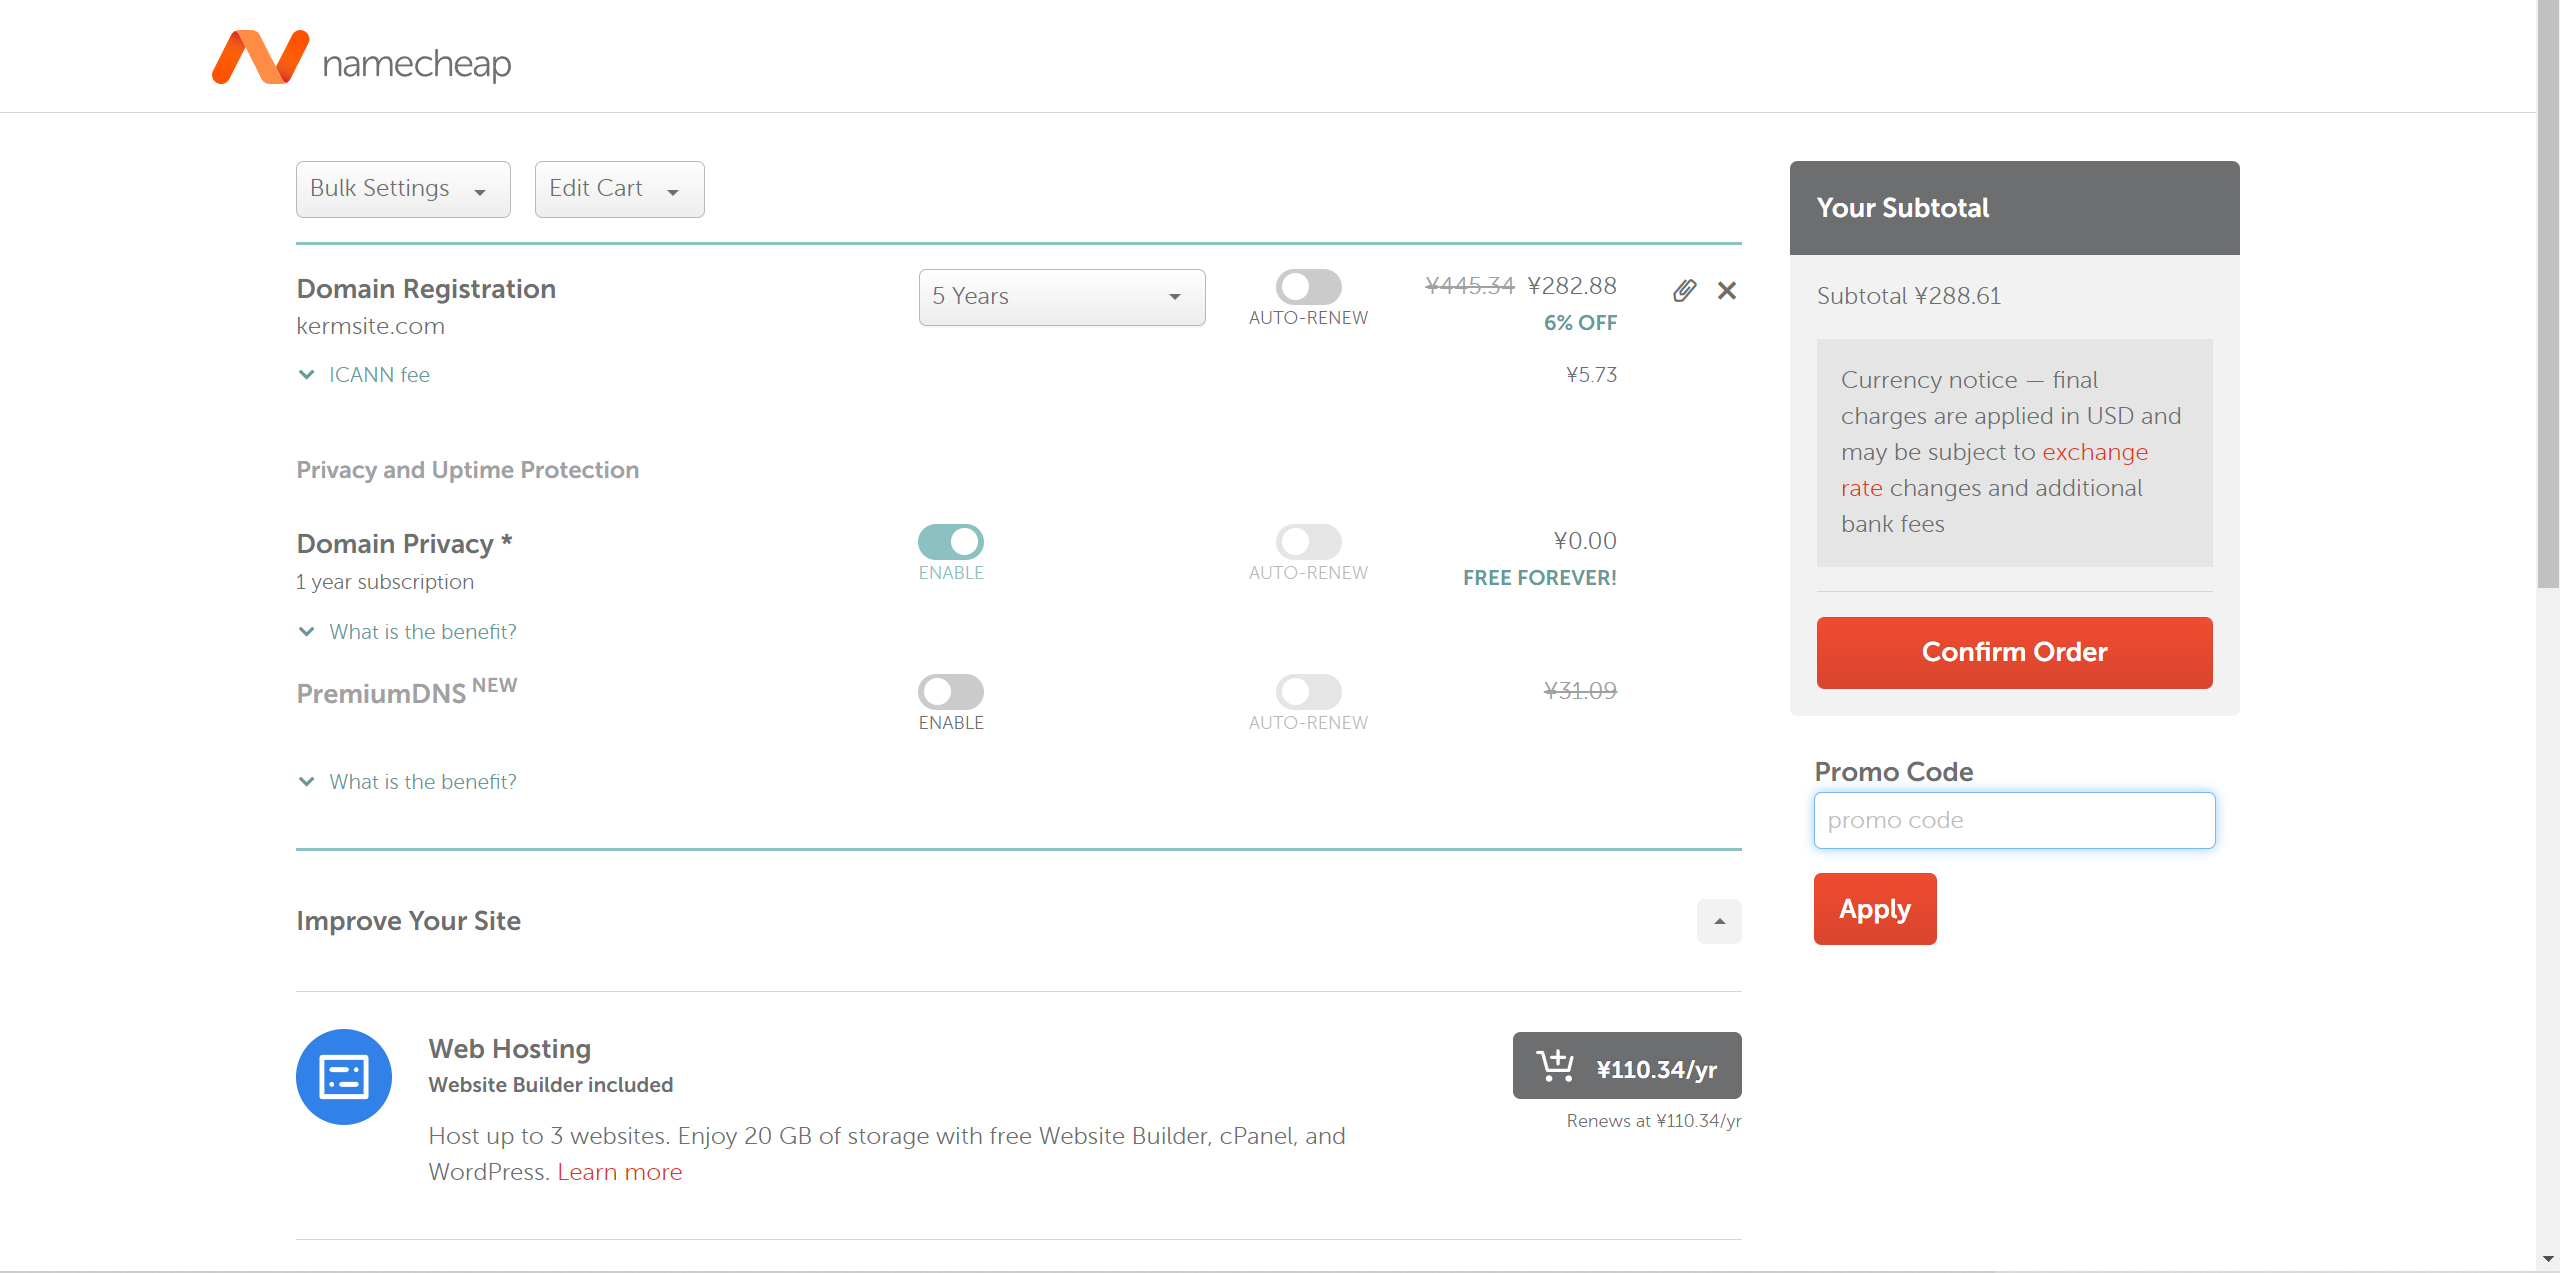 namecheap
Bulk Settings
Edit Cart
Domain Registration
kermsite.com
5 Years
AUTO-RENEW
¥445.34 ¥282.88
6% OFF
ICANN fee
¥5.73
Privacy and Uptime Protection
Domain Privacy *
1 year subscription
ENABLE
AUTO-RENEW
¥0.00
FREE FOREVER!
What is the benefit?
PremiumDNS NEW
ENABLE
AUTO-RENEW
¥31.09
What is the benefit?
Improve Your Site
Web Hosting
Website Builder included
Host up to 3 websites. Enjoy 20 GB of storage with free Website Builder, cPanel, and
WordPress. Learn more
¥110.34/yr
Renews at ¥110.34/yr
Your Subtotal
Subtotal ¥288.61
Currency notice — final
charges are applied in USD and
may be subject to exchange
rate changes and additional
bank fees
Confirm Order
Promo Code
promo code
Apply